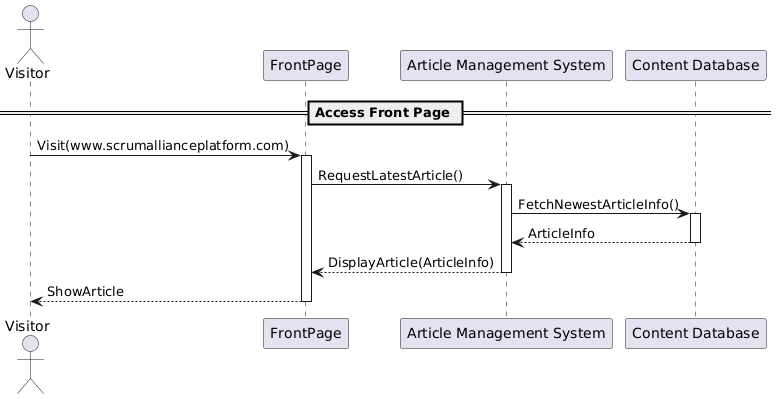 Visitor
FrontPage
Article Management System
Content Database
Access Front Page
Visit(www.scrumallianceplatform.com)
RequestLatestArticle()
FetchNewestArticleInfo()
ArticleInfo
DisplayArticle(ArticleInfo)
ShowArticle
Visitor
FrontPage
Article Management System
Content Database